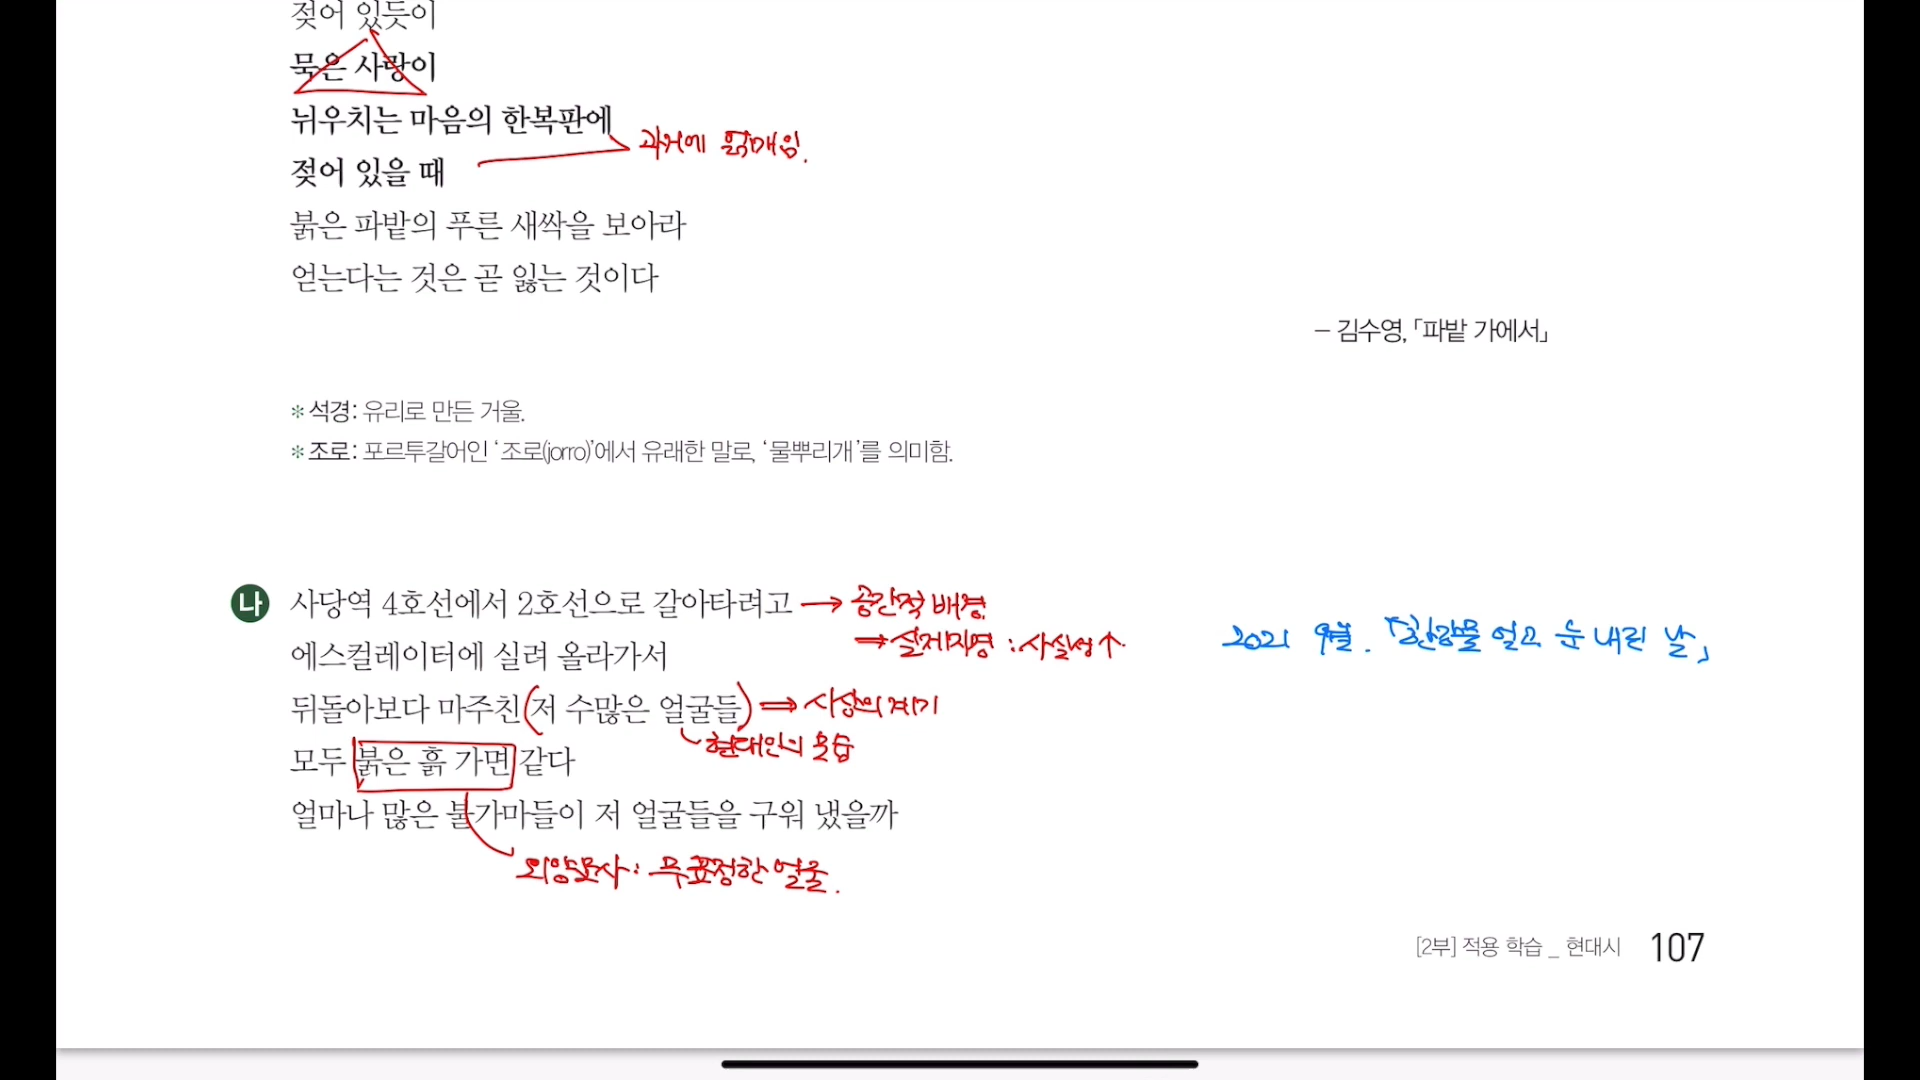 젖어 있듯이
묵은 사랑이
뉘우치는 마음의 한복판에
과거에 얽매임.
젖어 있을 때
붉은 파밭의 푸른 새싹을 보아라
얻는다는 것은 곧 잃는 것이다
– 김수영, 「파밭 가에서」
* 석경: 유리로 만든 거울.
* 조로: 포르투갈어인 ‘조로(jorro)’에서 유래한 말로, ‘물뿌리개’를 의미함.
나 사당역 4호선에서 2호선으로 갈아타려고 → 공간적 배경
⇒ 실제지명 : 사실성↑
2021 9월. 「강물 얼고 눈 내린 날」
에스컬레이터에 실려 올라가서
뒤돌아보다 마주친 (저 수많은 얼굴들) ⇒ 시상의 계기
현대인의 모습
모두 붉은 흙 가면 같다
얼마나 많은 불가마들이 저 얼굴들을 구워 냈을까
외양묘사 : 무표정한 얼굴.
[2부] 적용 학습 _ 현대시 107